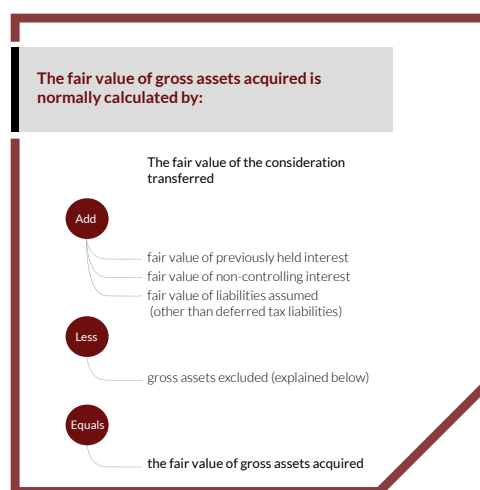 The fair value of gross assets acquired is
normally calculated by:
The fair value of the consideration
transferred
Add
fair value of previously held interest
fair value of non-controlling interest
fair value of liabilities assumed
(other than deferred tax liabilities)
Less
gross assets excluded (explained below)
Equals
the fair value of gross assets acquired